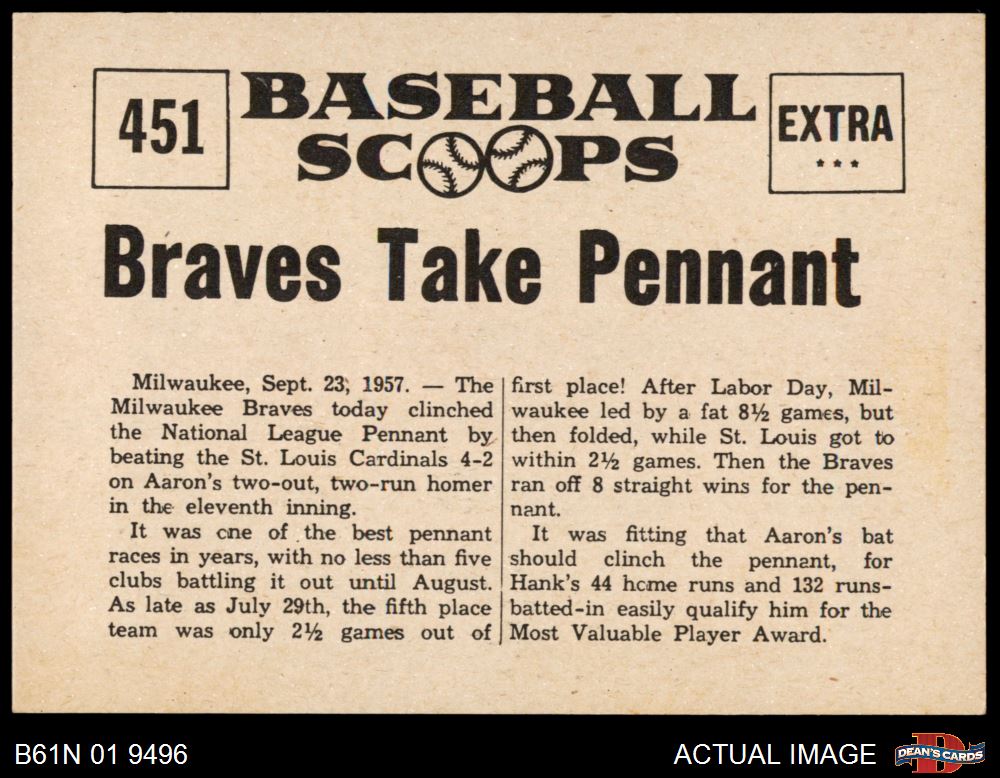 451
BASEBALL
SCOOPS
EXTRA
***
Braves Take Pennant
Milwaukee, Sept. 23, 1957. — The
Milwaukee Braves today clinched
the National League Pennant by
beating the St. Louis Cardinals 4-2
on Aaron's two-out, two-run homer
in the eleventh inning.
It was one of the best pennant
races in years, with no less than five
clubs battling it out until August.
As late as July 29th, the fifth place
team was only 2½ games out of
first place! After Labor Day, Mil-
waukee led by a fat 8½ games, but
then folded, while St. Louis got to
within 2½ games. Then the Braves
ran off 8 straight wins for the pen-
nant.
It was fitting that Aaron's bat
should clinch the pennant, for
Hank's 44 home runs and 132 runs-
batted-in easily qualify him for the
Most Valuable Player Award.
B61N 01 9496
ACTUAL IMAGE
DEAN'S CARDS